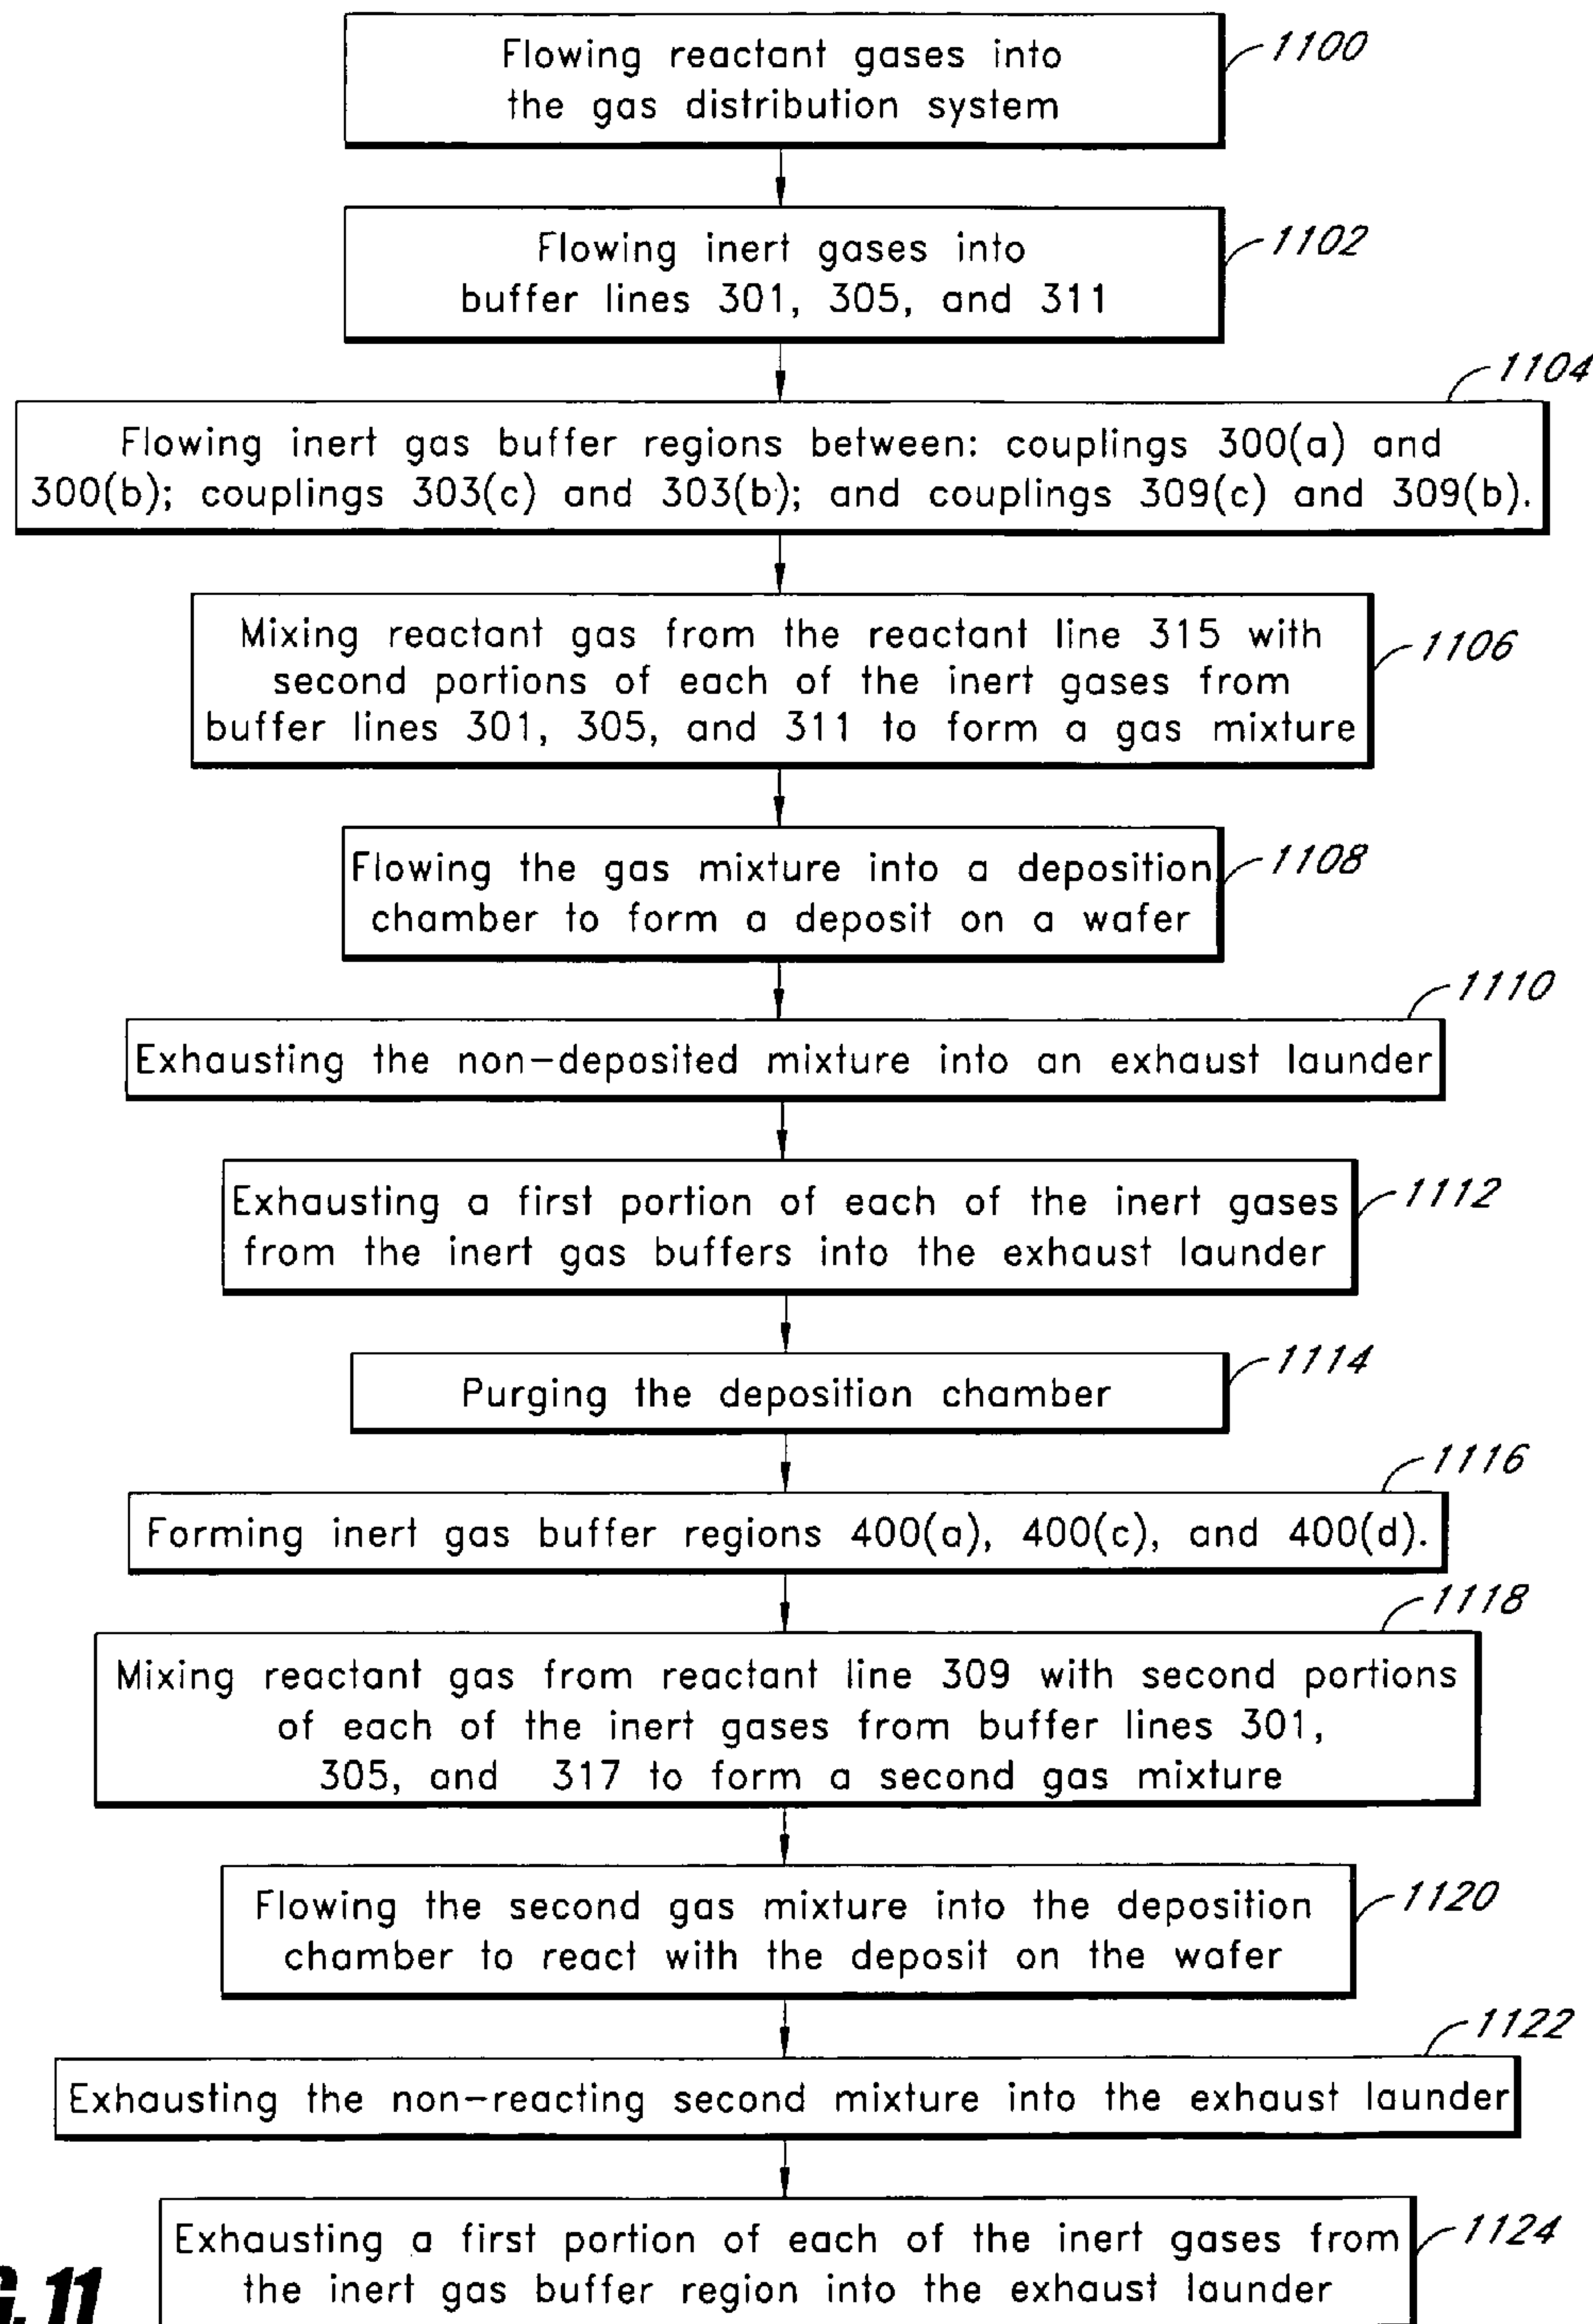 Flowing reactant gases into
the gas distribution system
1100
Flowing inert gases into
buffer lines 301, 305, and 311
1102
1104
Flowing inert gas buffer regions between: couplings 300(a) and
300(b); couplings 303(c) and 303(b); and couplings 309(c) and 309(b).
Mixing reactant gas from the reactant line 315 with
second portions of each of the inert gases from
buffer lines 301, 305, and 311 to form a gas mixture
1106
Flowing the gas mixture into a deposition
chamber to form a deposit on a wafer
1108
1110
Exhausting the non-deposited mixture into an exhaust launder
Exhausting a first portion of each of the inert gases
from the inert gas buffers into the exhaust launder
1112
Purging the deposition chamber
1114
1116
Forming inert gas buffer regions 400(a), 400(c), and 400(d).
1118
Mixing reactant gas from reactant line 309 with second portions
of each of the inert gases from buffer lines 301,
305, and 317 to form a second gas mixture
Flowing the second gas mixture into the deposition
chamber to react with the deposit on the wafer
1120
1122
Exhausting the non-reacting second mixture into the exhaust launder
Exhausting a first portion of each of the inert gases from
the inert gas buffer region into the exhaust launder
1124
11